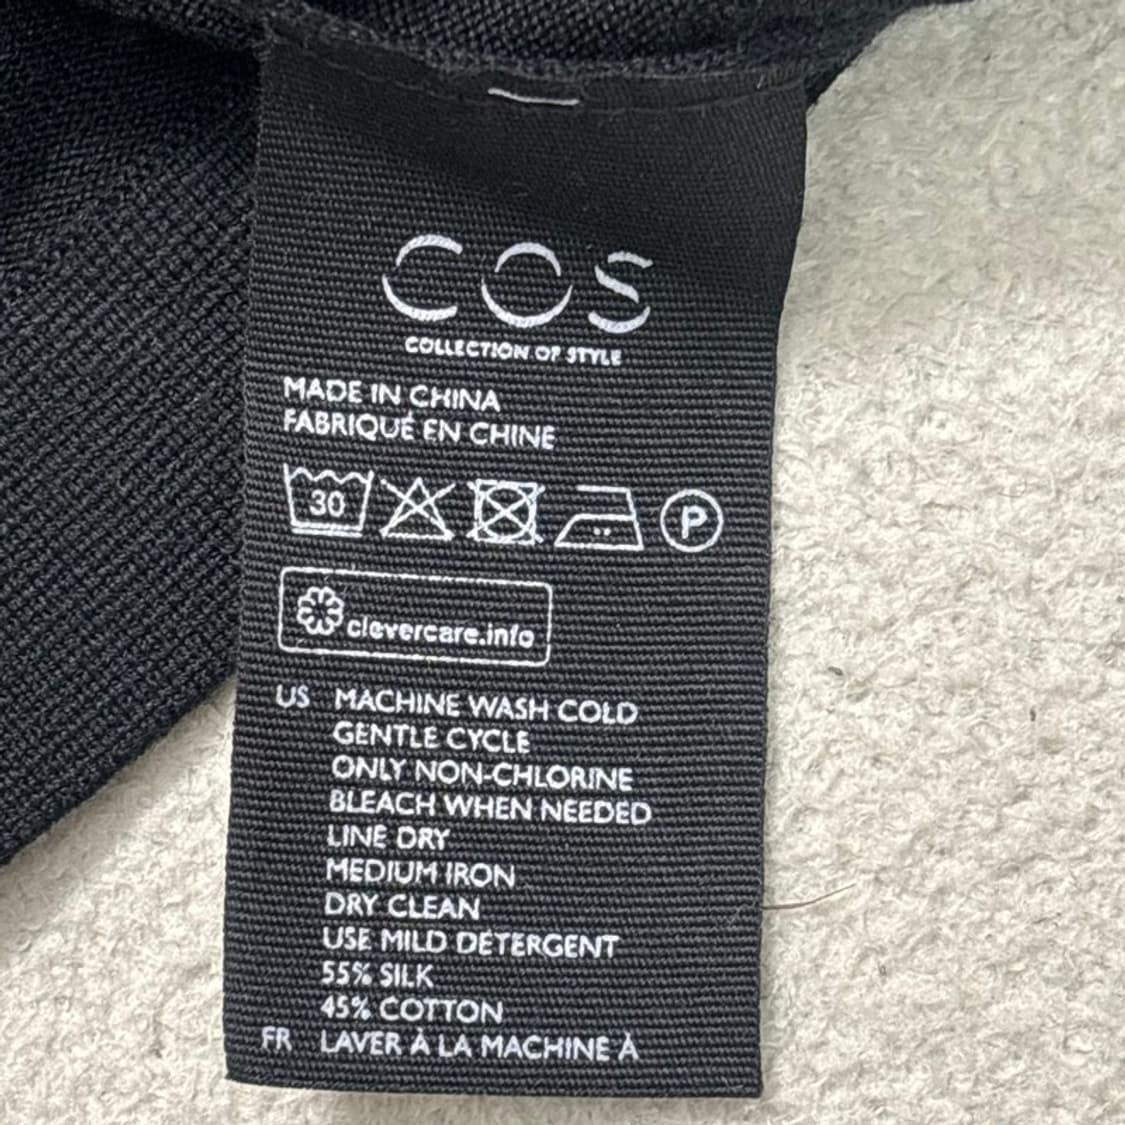 COS
COLLECTION OF STYLE
MADE IN CHINA
FABRIQUÉ EN CHINE
30 P
clevercare.info
US MACHINE WASH COLD
GENTLE CYCLE
ONLY NON-CHLORINE
BLEACH WHEN NEEDED
LINE DRY
MEDIUM IRON
DRY CLEAN
USE MILD DETERGENT
55% SILK
45% COTTON
FR LAVER À LA MACHINE À